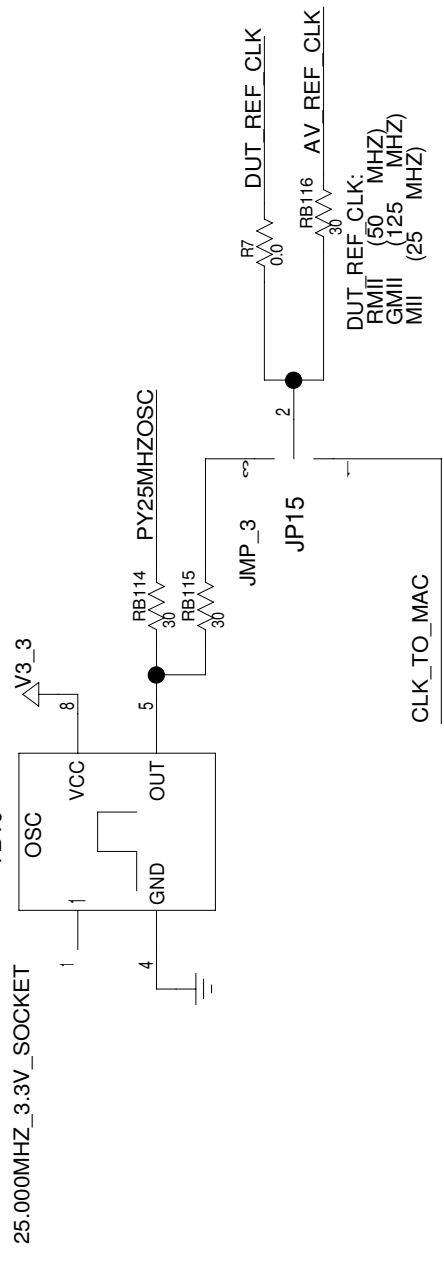 25.000MHZ_3.3V_SOCKET
OSC
1
1
VCC
8
V3_3
4
GND
OUT
5
RB114
30
PY25MHZOSC
RB115
30
JMP_3
3
JP15
2
1
CLK_TO_MAC
R7
0.0
DUT_REF_CLK
RB116
30
AV_REF_CLK
DUT_REF_CLK:
RMII (50 MHZ)
GMII (125 MHZ)
MII (25 MHZ)